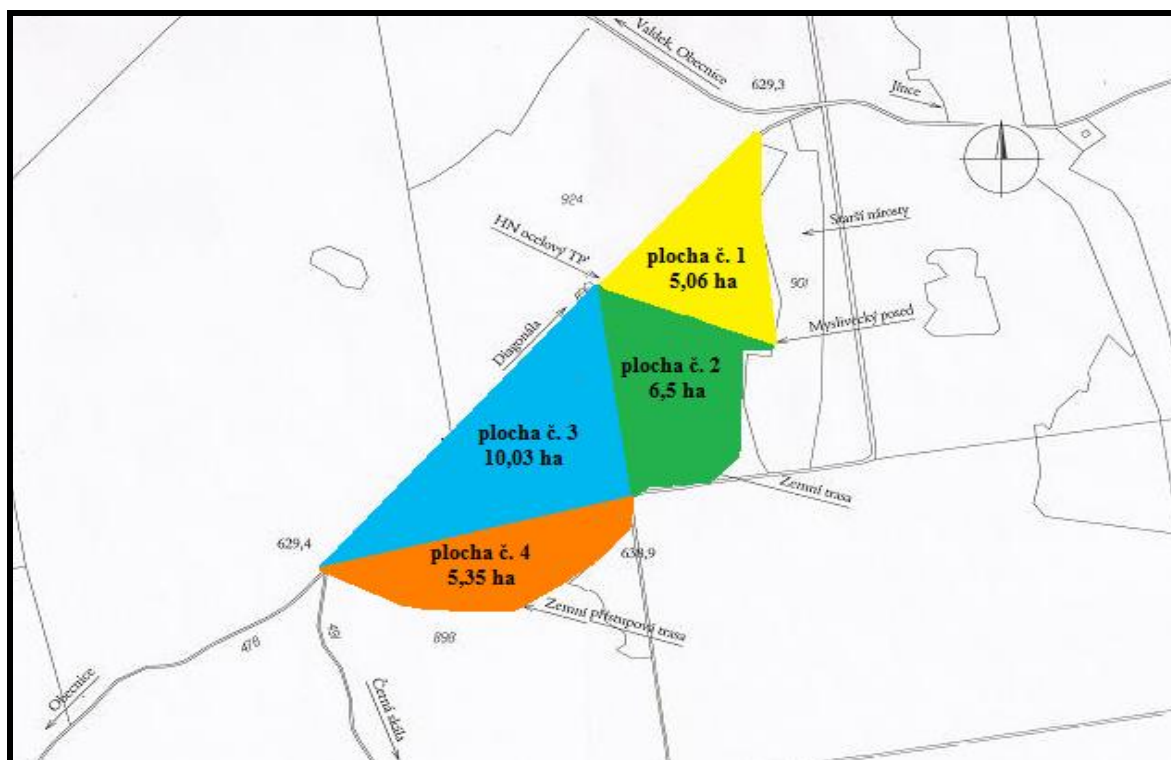 Valdek, Obecnice
629,3
Jince
924
Starší nárosty
HN ocelový TP
plocha č. 1
5,06 ha
901
Diagonála
Myslivecký posed
plocha č. 2
6,5 ha
plocha č. 3
10,03 ha
Zemní trasa
629,4
plocha č. 4
5,35 ha
638,9
Zemní přístupová trasa
478
491
898
Obecnice
Černá skála